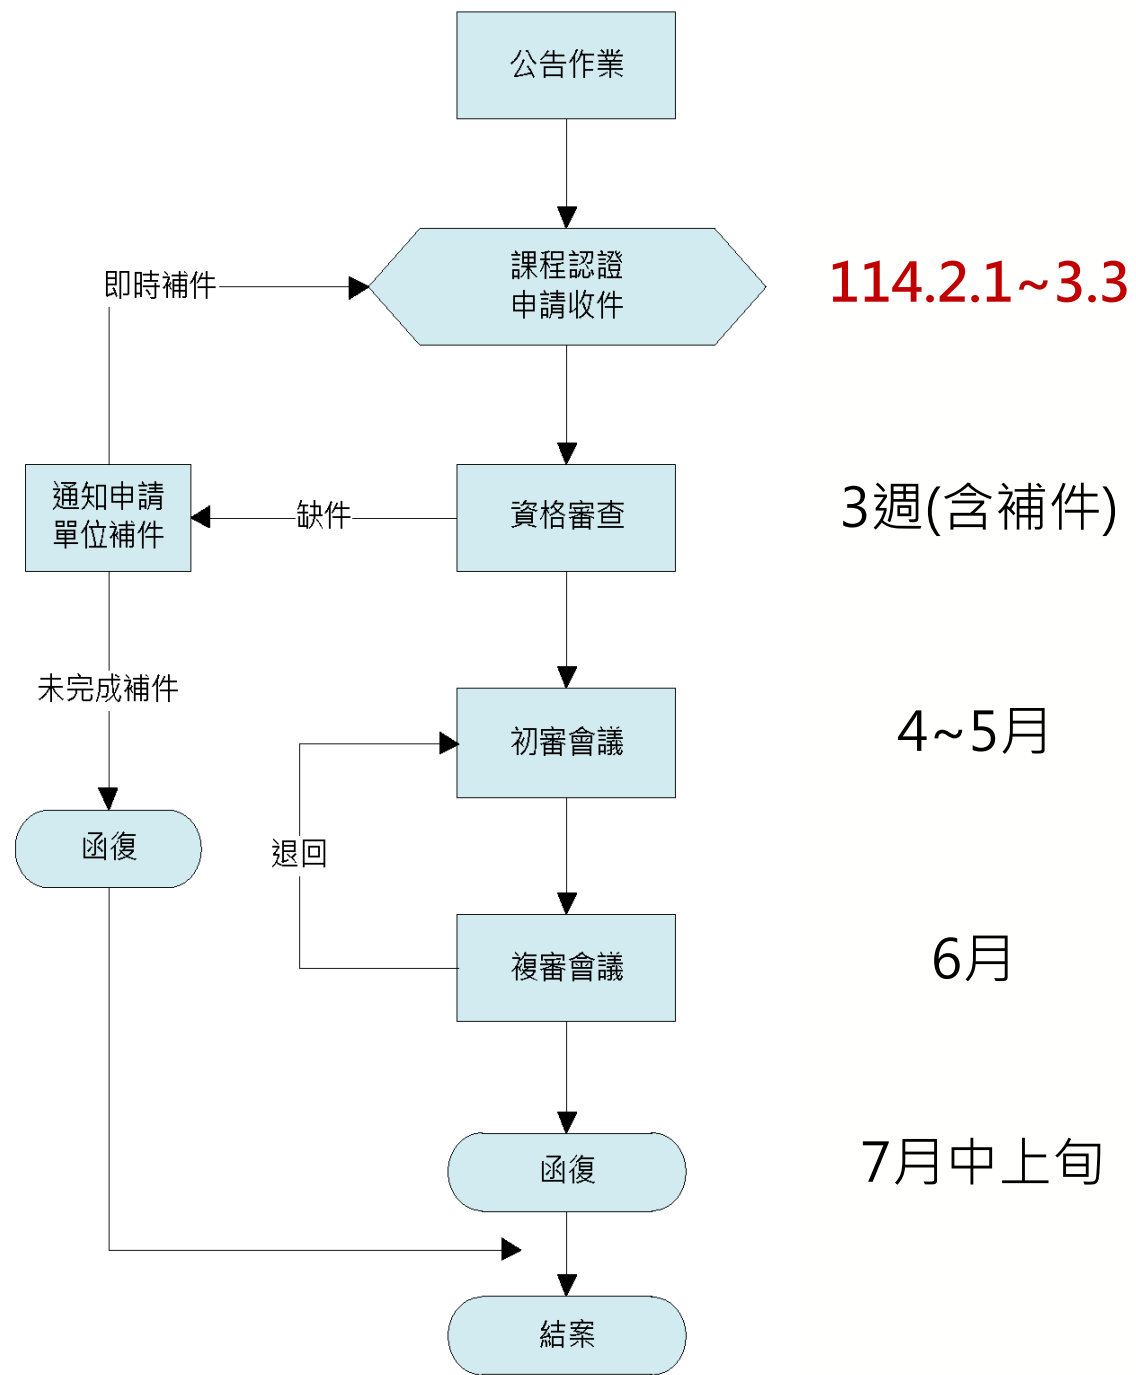 公告作業
課程認證
申請收件
114.2.1~3.3
即時補件
通知申請
單位補件
缺件
資格審查
3週(含補件)
未完成補件
初審會議
4~5月
函復
退回
複審會議
6月
函復
7月中上旬
結案